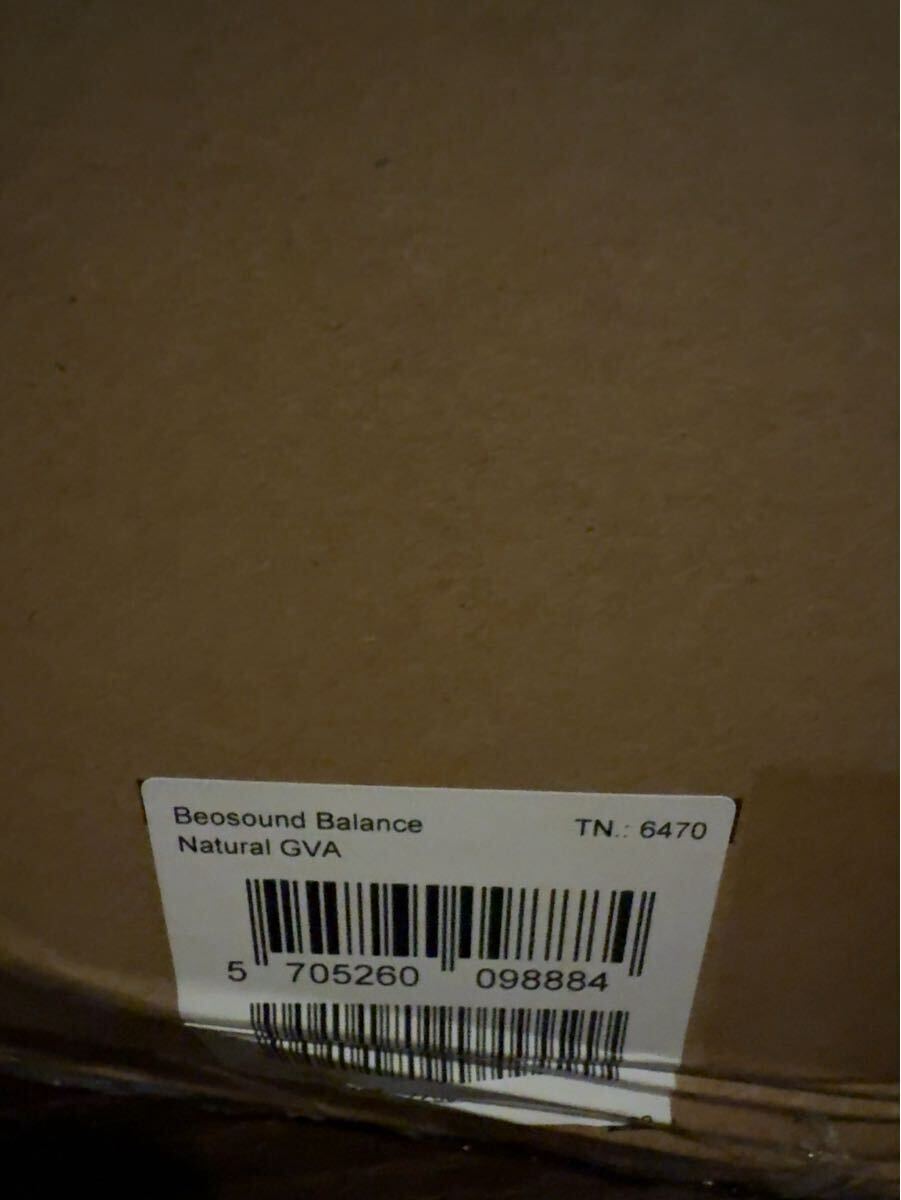 Beosound Balance
Natural GVA
TN.: 6470
5 705260 098884